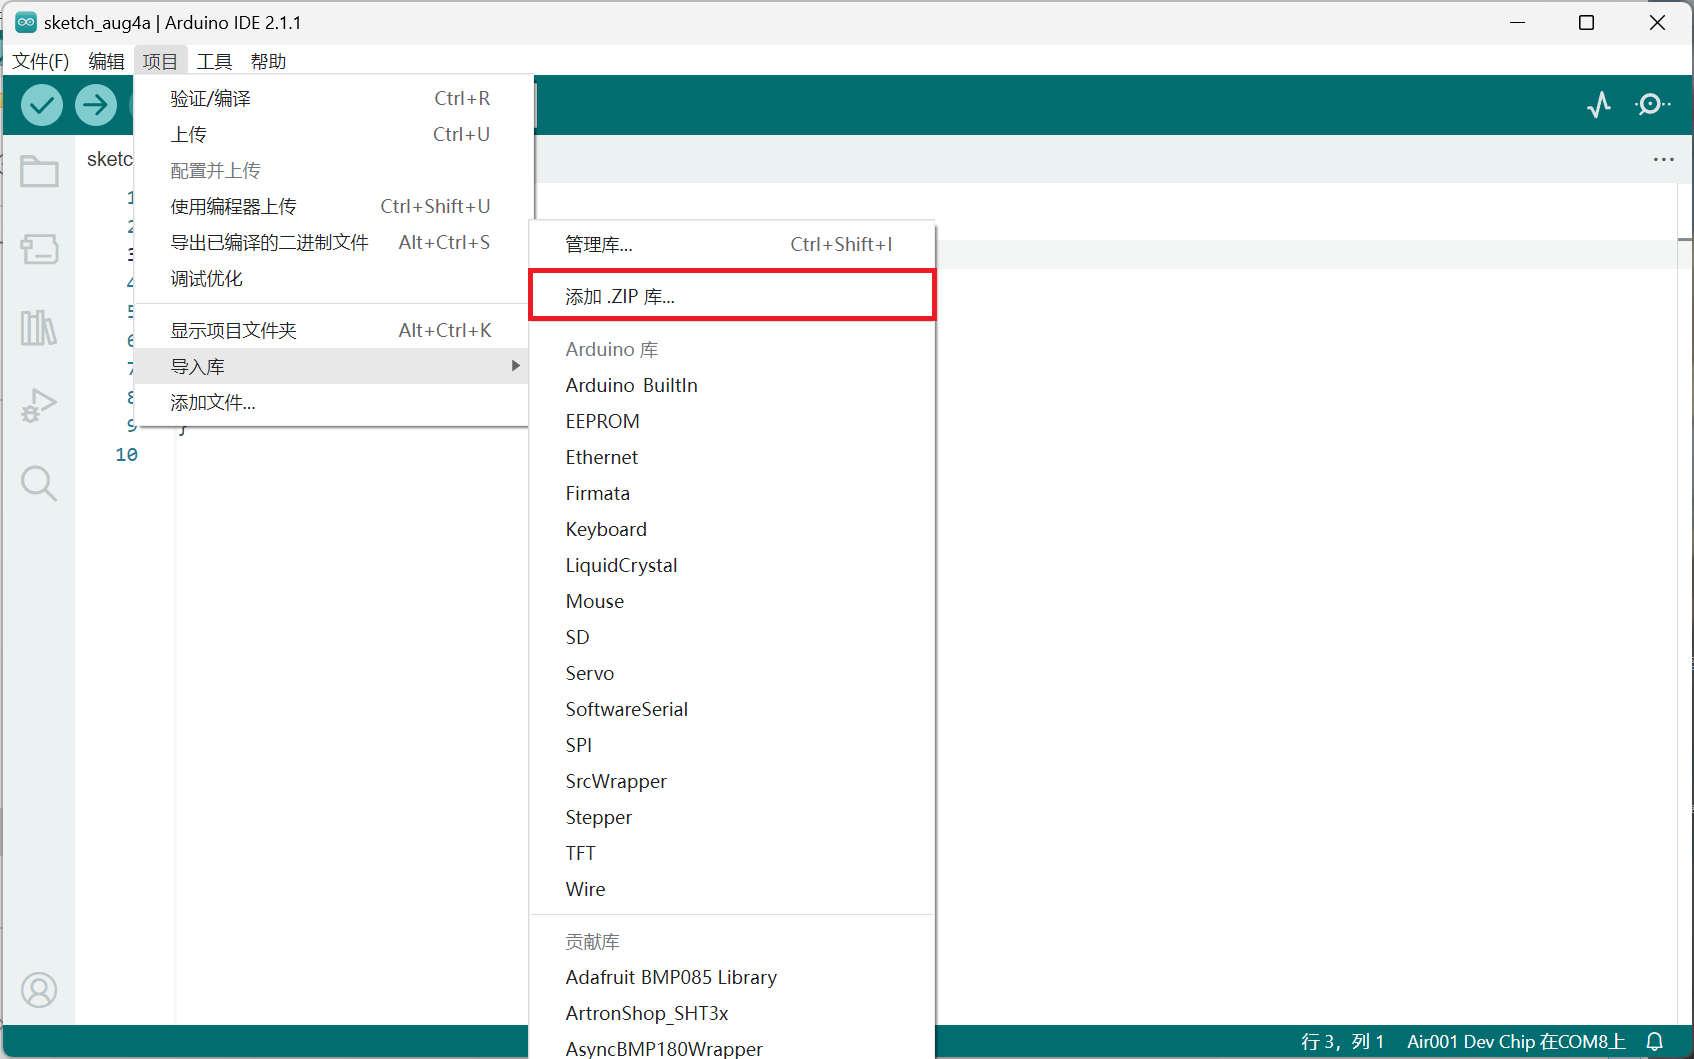 sketch_aug4a | Arduino IDE 2.1.1
文件(F) 编辑 项目 工具 帮助
验证/编译 Ctrl+R
上传 Ctrl+U
配置并上传
使用编程器上传 Ctrl+Shift+U
导出已编译的二进制文件 Alt+Ctrl+S
调试优化
显示项目文件夹 Alt+Ctrl+K
导入库
添加文件...
sketc
1
2
3
4
5
6
7
8
9 }
10
管理库... Ctrl+Shift+I
添加 .ZIP 库...
Arduino 库
Arduino BuiltIn
EEPROM
Ethernet
Firmata
Keyboard
LiquidCrystal
Mouse
SD
Servo
SoftwareSerial
SPI
SrcWrapper
Stepper
TFT
Wire
贡献库
Adafruit BMP085 Library
ArtronShop_SHT3x
AsyncBMP180Wrapper
行 3，列 1 Air001 Dev Chip 在COM8上